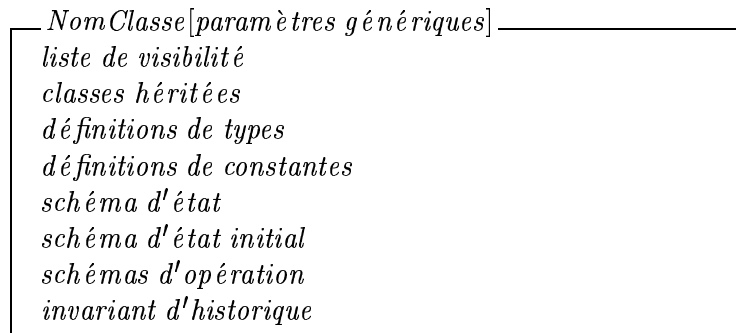 NomClasse[paramètres génériques]
liste de visibilité
classes héritées
définitions de types
définitions de constantes
schéma d'état
schéma d'état initial
schémas d'opération
invariant d'historique